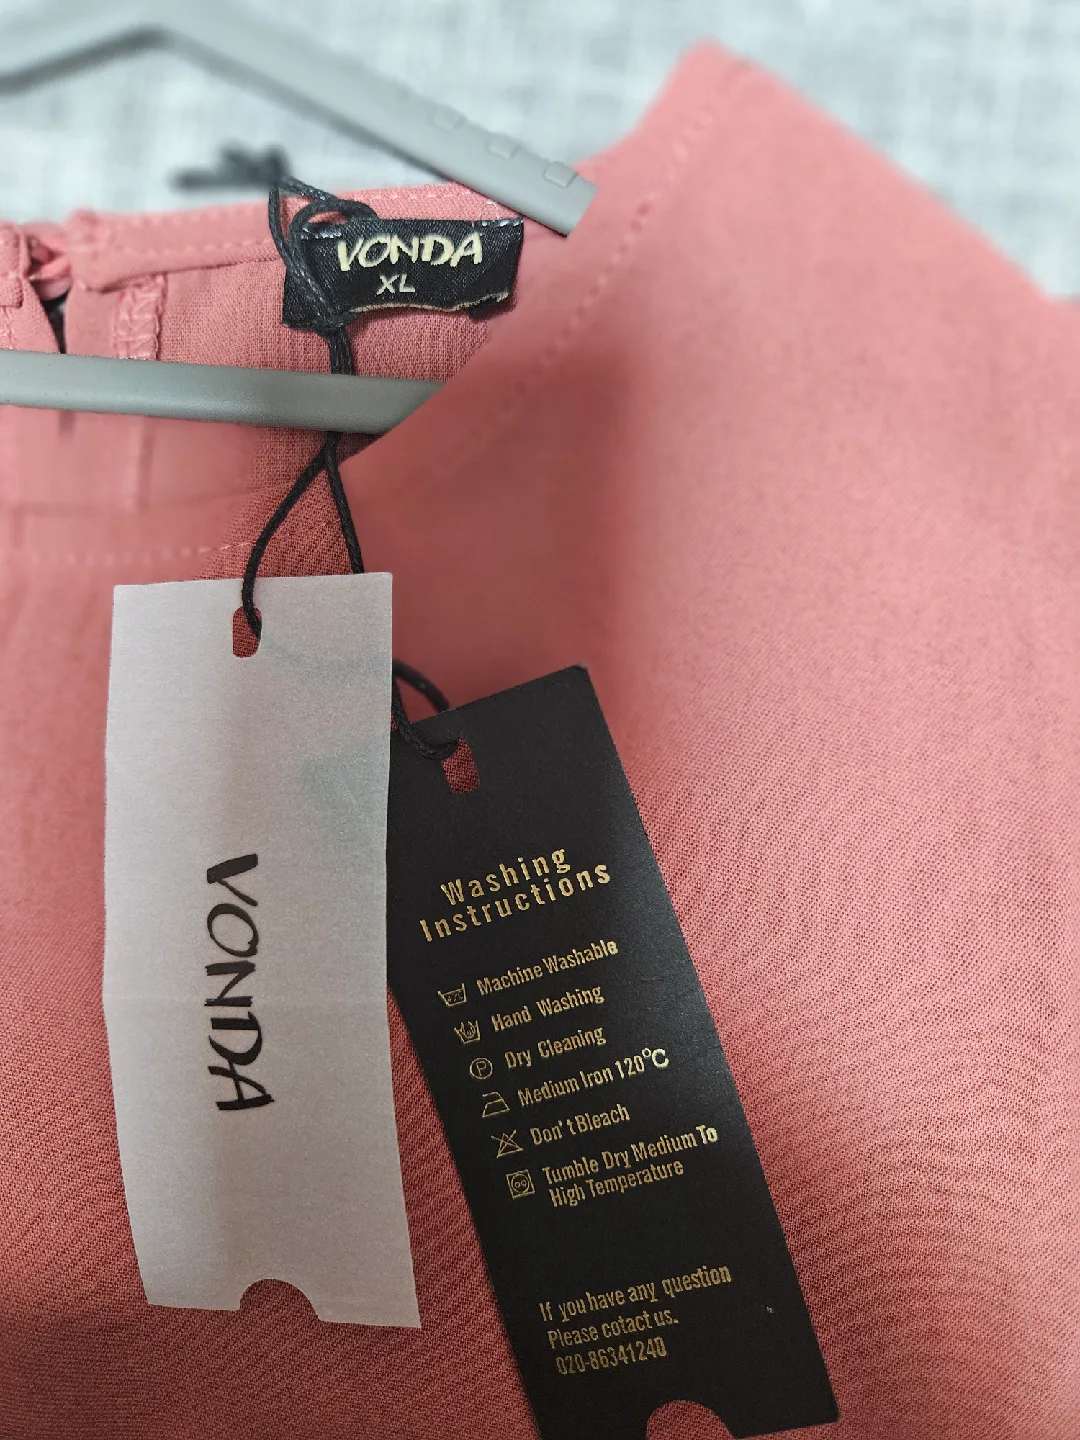 VONDA
XL
VONDA
Washing
Instructions
Machine Washable
Hand Washing
Dry Cleaning
Medium Iron 120°C
Don't Bleach
Tumble Dry Medium To
High Temperature
If you have any question
Please cotact us.
020-86341240